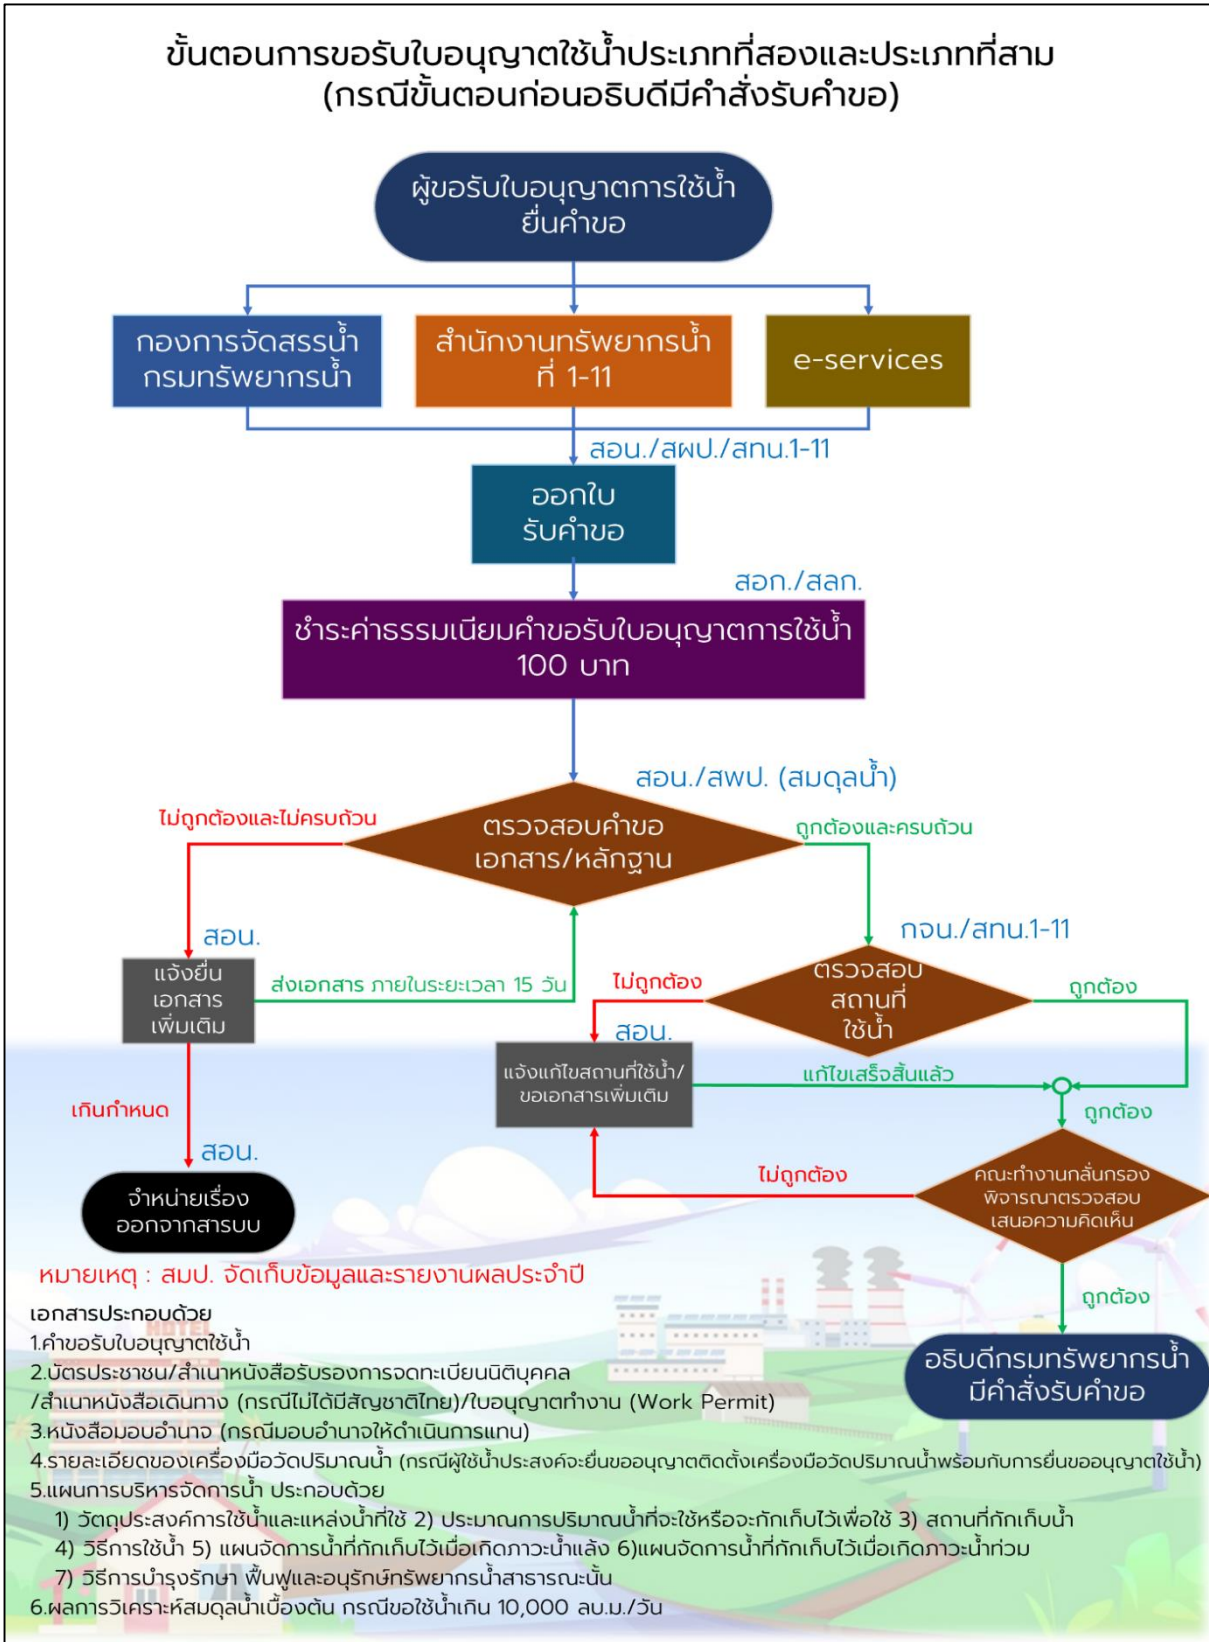 ขั้นตอนการขอรับใบอนุญาตใช้น้ำประเภทที่สองและประเภทที่สาม
(กรณีขั้นตอนก่อนอธิบดีมีคำสั่งรับคำขอ)
ผู้ขอรับใบอนุญาตการใช้น้ำ
ยื่นคำขอ
กองการจัดสรรน้ำ
กรมทรัพยากรน้ำ
สำนักงานทรัพยากรน้ำ
ที่ 1-11
e-services
สอน./สผป./สทน.1-11
ออกใบ
รับคำขอ
สอก./สลก.
ชำระค่าธรรมเนียมคำขอรับใบอนุญาตการใช้น้ำ
100 บาท
สอน./สพป. (สมดุลน้ำ)
ไม่ถูกต้องและไม่ครบถ้วน
ตรวจสอบคำขอ
เอกสาร/หลักฐาน
ถูกต้องและครบถ้วน
สอน.
แจ้งยื่น
เอกสาร
เพิ่มเติม
ส่งเอกสาร ภายในระยะเวลา 15 วัน
กจน./สทน.1-11
ไม่ถูกต้อง
ตรวจสอบ
สถานที่
ใช้น้ำ
ถูกต้อง
สอน.
แจ้งแก้ไขสถานที่ใช้น้ำ/
ขอเอกสารเพิ่มเติม
แก้ไขเสร็จสิ้นแล้ว
ถูกต้อง
เกินกำหนด
สอน.
จำหน่ายเรื่อง
ออกจากสารบบ
ไม่ถูกต้อง
คณะทำงานกลั่นกรอง
พิจารณาตรวจสอบ
เสนอความคิดเห็น
ถูกต้อง
อธิบดีกรมทรัพยากรน้ำ
มีคำสั่งรับคำขอ
หมายเหตุ : สมป. จัดเก็บข้อมูลและรายงานผลประจำปี
เอกสารประกอบด้วย
1.คำขอรับใบอนุญาตใช้น้ำ
2.บัตรประชาชน/สำเนาหนังสือรับรองการจดทะเบียนนิติบุคคล
/สำเนาหนังสือเดินทาง (กรณีไม่ได้มีสัญชาติไทย)/ใบอนุญาตทำงาน (Work Permit)
3.หนังสือมอบอำนาจ (กรณีมอบอำนาจให้ดำเนินการแทน)
4.รายละเอียดของเครื่องมือวัดปริมาณน้ำ (กรณีผู้ใช้น้ำประสงค์จะยื่นขออนุญาตติดตั้งเครื่องมือวัดปริมาณน้ำพร้อมกับการยื่นขออนุญาตใช้น้ำ)
5.แผนการบริหารจัดการน้ำ ประกอบด้วย
1) วัตถุประสงค์การใช้น้ำและแหล่งน้ำที่ใช้ 2) ประมาณการปริมาณน้ำที่จะใช้หรือจะกักเก็บไว้เพื่อใช้ 3) สถานที่กักเก็บน้ำ
4) วิธีการใช้น้ำ 5) แผนจัดการน้ำที่กักเก็บไว้เมื่อเกิดภาวะน้ำแล้ง 6)แผนจัดการน้ำที่กักเก็บไว้เมื่อเกิดภาวะน้ำท่วม
7) วิธีการบำรุงรักษา ฟื้นฟูและอนุรักษ์ทรัพยากรน้ำสาธารณะนั้น
6.ผลการวิเคราะห์สมดุลน้ำเบื้องต้น กรณีขอใช้น้ำเกิน 10,000 ลบ.ม./วัน
HOTEL